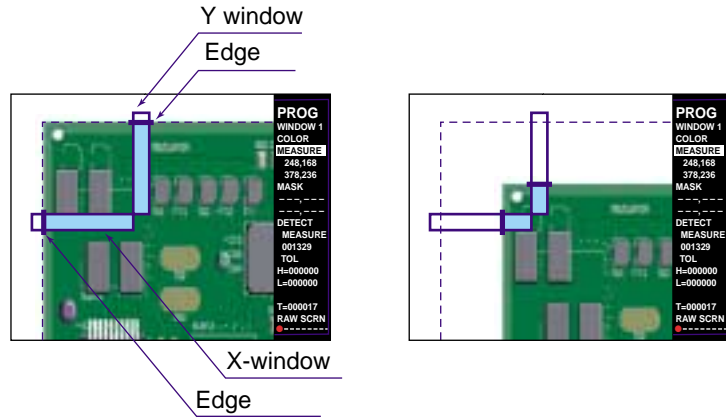 Y window
Edge
PROG
WINDOW 1
COLOR
MEASURE
248,168
378,236
MASK
– – –,– – –
– – –,– – –
DETECT
MEASURE
001329
TOL
H=000000
L=000000
T=000017
RAW SCRN
X-window
Edge
PROG
WINDOW 1
COLOR
MEASURE
248,168
378,236
MASK
– – –,– – –
– – –,– – –
DETECT
MEASURE
001329
TOL
H=000000
L=000000
T=000017
RAW SCRN